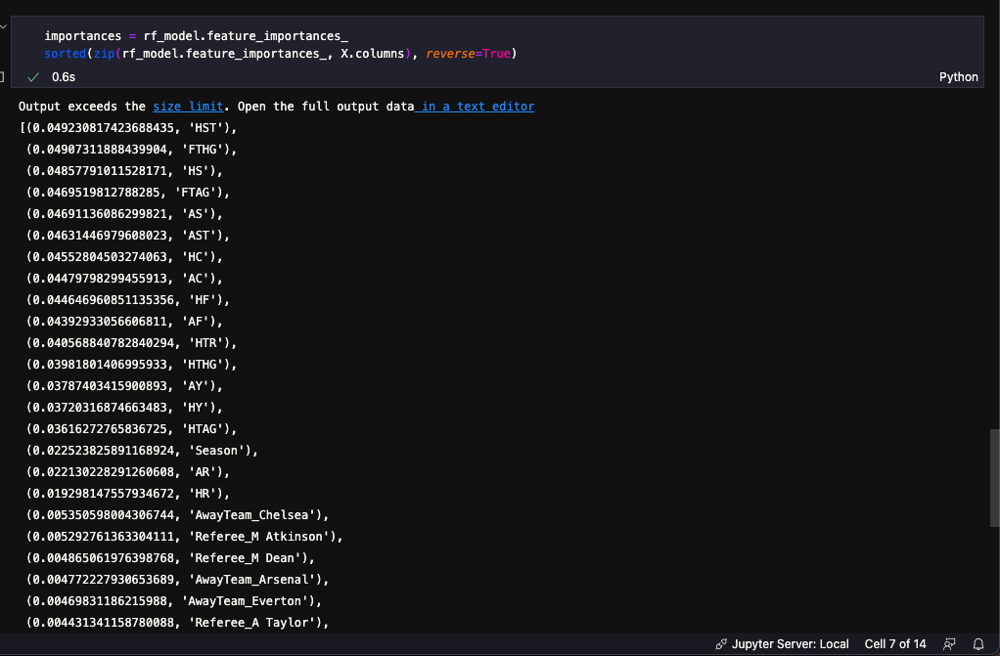 importances = rf_model.feature_importances_
sorted(zip(rf_model.feature_importances_, X.columns), reverse=True)
0.6s
Python
Output exceeds the size limit. Open the full output data in a text editor
[(0.049230817423688435, 'HST'),
(0.04907311888439904, 'FTHG'),
(0.04857791011528171, 'HS'),
(0.0469519812788285, 'FTAG'),
(0.04691136086299821, 'AS'),
(0.04631446979608023, 'AST'),
(0.04552804503274063, 'HC'),
(0.04479798299455913, 'AC'),
(0.044646960851135356, 'HF'),
(0.04392933056606811, 'AF'),
(0.040568840782840294, 'HTR'),
(0.03981801406995933, 'HTHG'),
(0.03787403415900893, 'AY'),
(0.03720316874663483, 'HY'),
(0.03616272765836725, 'HTAG'),
(0.022523825891168924, 'Season'),
(0.022130228291260608, 'AR'),
(0.019298147557934672, 'HR'),
(0.005350598004306744, 'AwayTeam_Chelsea'),
(0.005292761363304111, 'Referee_M Atkinson'),
(0.004865061976398768, 'Referee_M Dean'),
(0.004772227930653689, 'AwayTeam_Arsenal'),
(0.00469831186215988, 'AwayTeam_Everton'),
(0.004431341158780088, 'Referee_A Taylor'),
Jupyter Server: Local
Cell 7 of 14